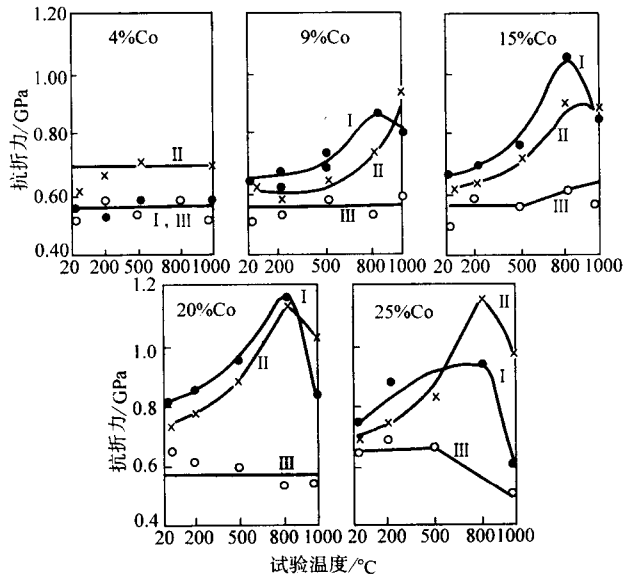 4%Co
9%Co
15%Co
抗折力/GPa
1.20
1.00
0.80
0.60
0.40
II
I , III
I
II
III
I
II
III
20 200 500 800 1000
20 200 500 800 1000
20 200 500 800 1000
20%Co
25%Co
抗折力/GPa
1.2
1.0
0.8
0.6
0.4
I
II
III
II
I
III
20 200 500 800 1000
20 200 500 800 1000
试验温度/°C